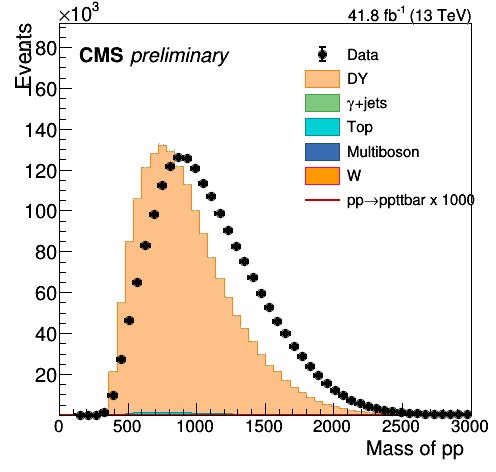 ×10³
41.8 fb⁻¹ (13 TeV)
Events
CMS preliminary
Data
DY
γ+jets
Top
Multiboson
W
pp→ppttbar x 1000
180
160
140
120
100
80
60
40
20
0 500 1000 1500 2000 2500 3000
Mass of pp